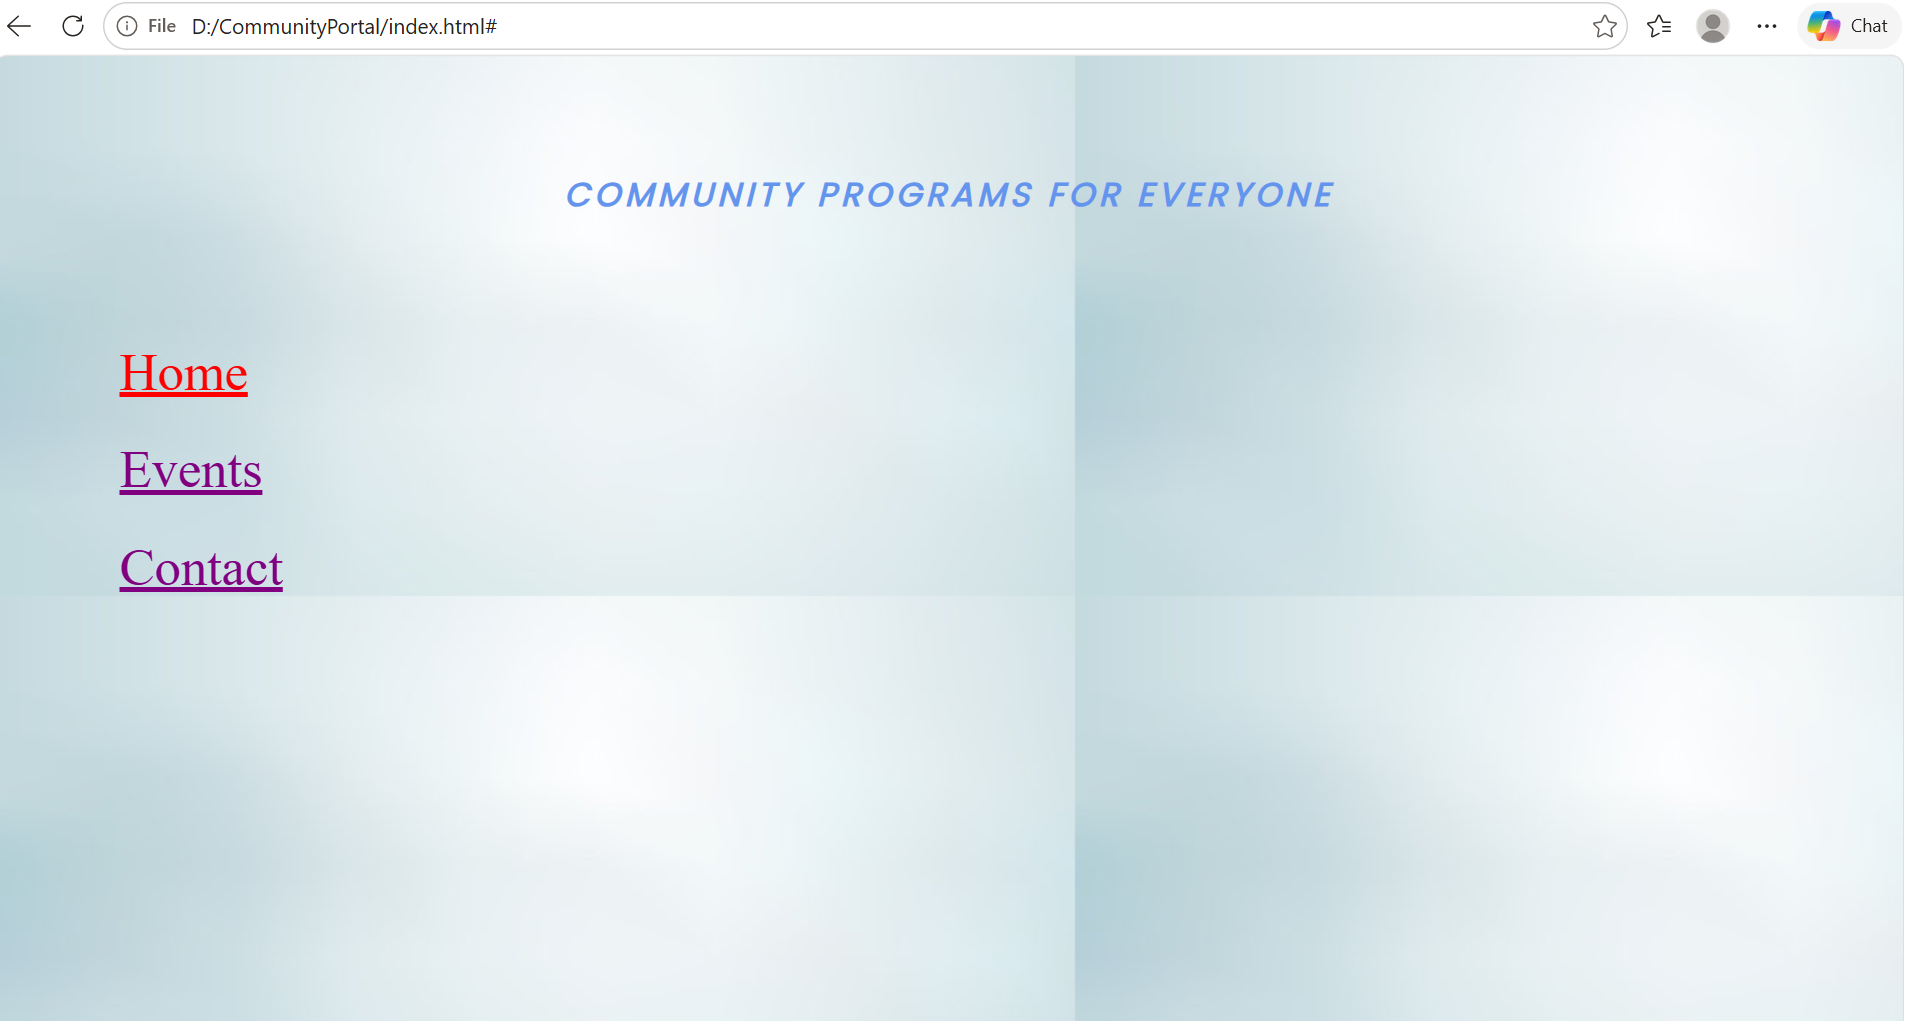 File D:/CommunityPortal/index.html# Chat
COMMUNITY PROGRAMS FOR EVERYONE
Home
Events
Contact